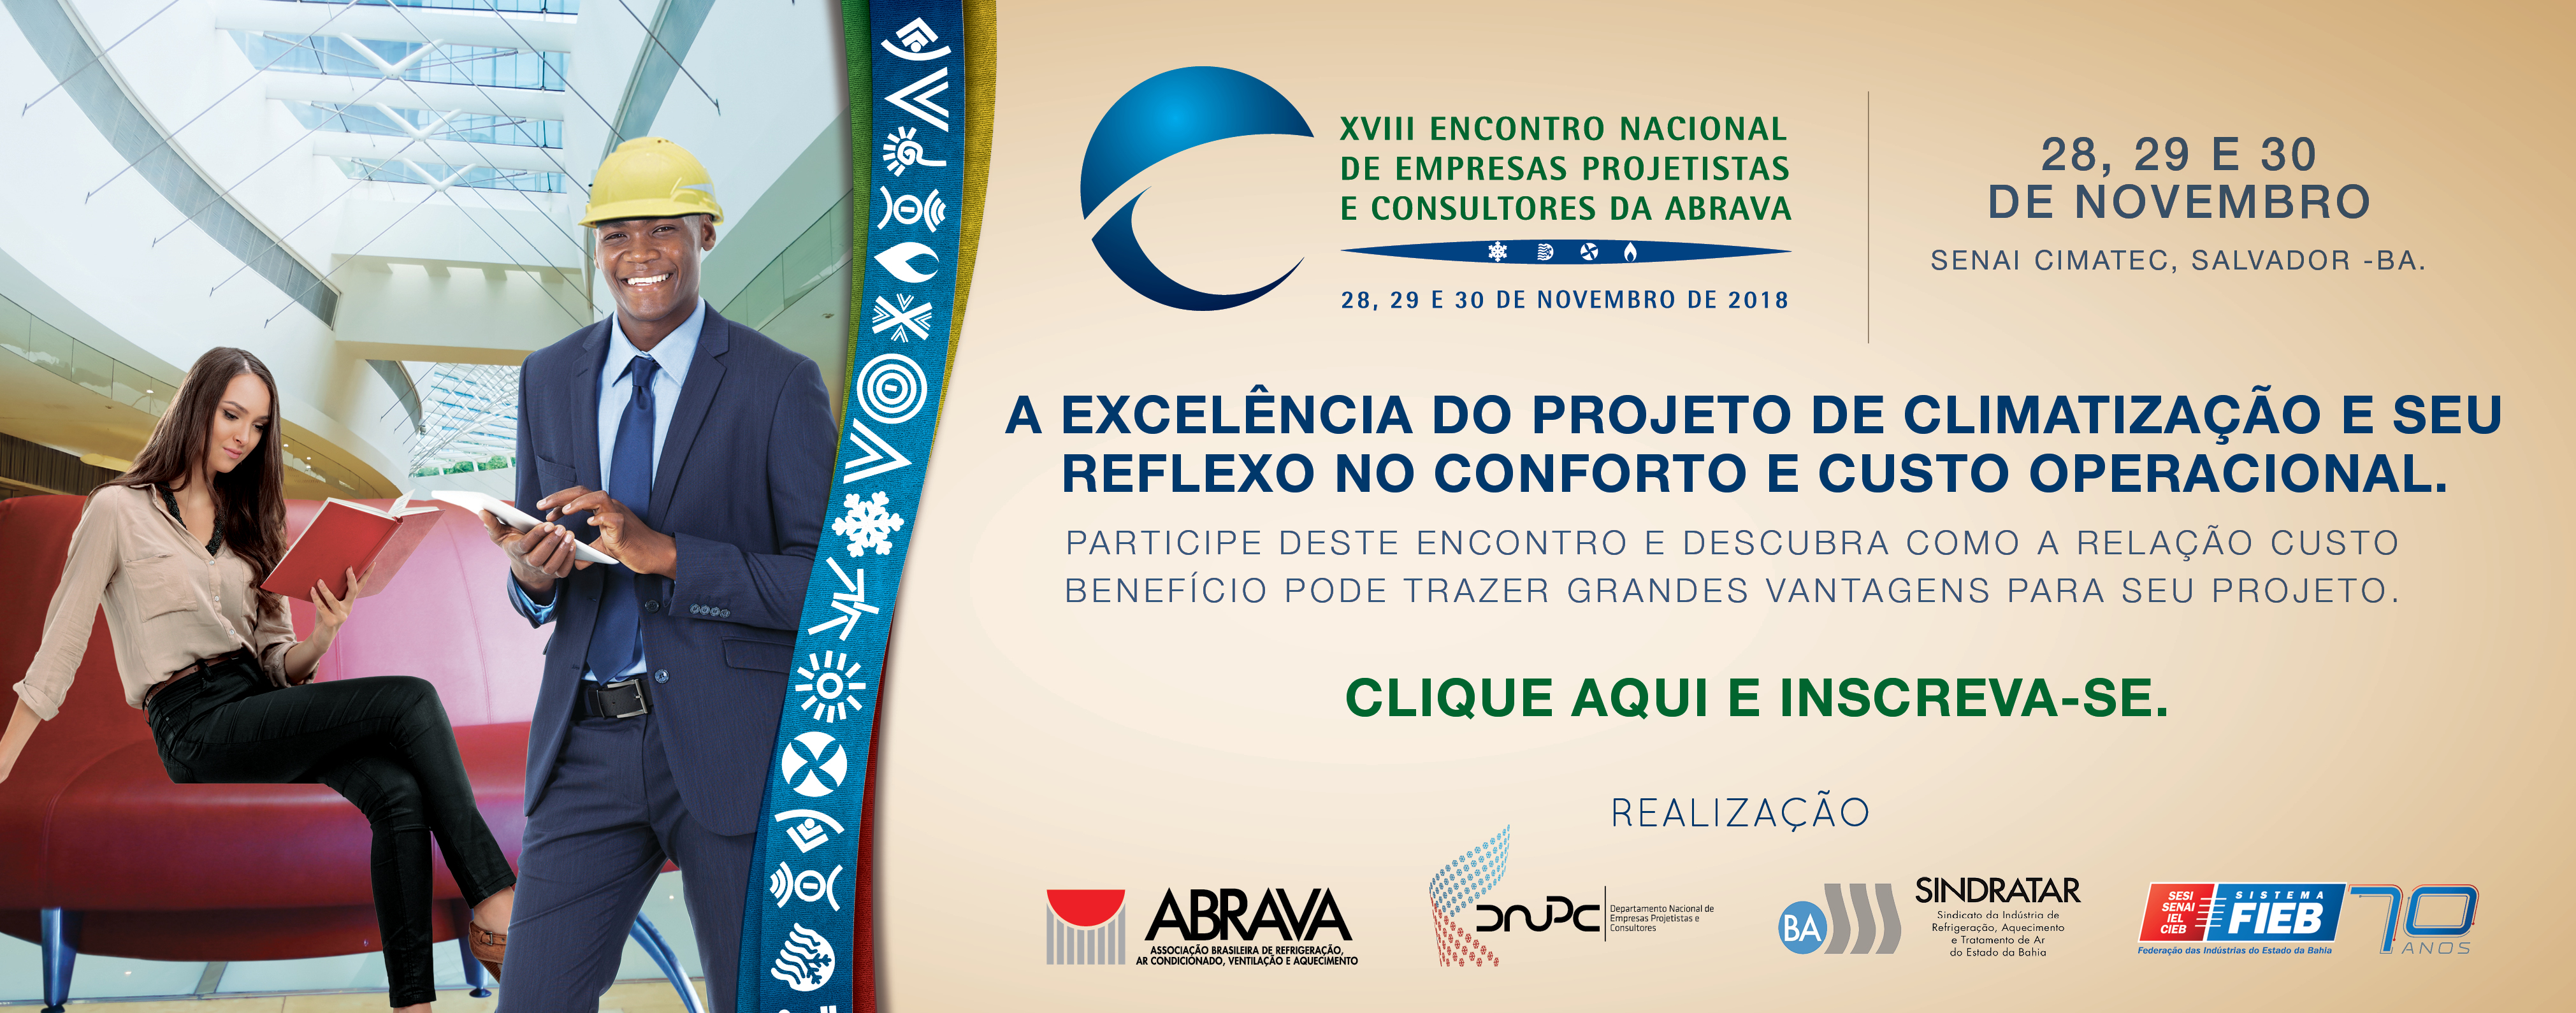 XVIII ENCONTRO NACIONAL
DE EMPRESAS PROJETISTAS
E CONSULTORES DA ABRAVA
28, 29 E 30 DE NOVEMBRO DE 2018
28, 29 E 30
DE NOVEMBRO
SENAI CIMATEC, SALVADOR -BA.
A EXCELÊNCIA DO PROJETO DE CLIMATIZAÇÃO E SEU
REFLEXO NO CONFORTO E CUSTO OPERACIONAL.
PARTICIPE DESTE ENCONTRO E DESCUBRA COMO A RELAÇÃO CUSTO
BENEFÍCIO PODE TRAZER GRANDES VANTAGENS PARA SEU PROJETO.
CLIQUE AQUI E INSCREVA-SE.
REALIZAÇÃO
ABRAVA
ASSOCIAÇÃO BRASILEIRA DE REFRIGERAÇÃO,
AR CONDICIONADO, VENTILAÇÃO E AQUECIMENTO
DNPC
Departamento Nacional de
Empresas Projetistas e
Consultores
BA
SINDRATAR
Sindicato da Indústria de
Refrigeração, Aquecimento
e Tratamento de Ar
do Estado da Bahia
SESI
SENAI
IEL
CIEB
SISTEMA
FIEB
Federação das Indústrias do Estado da Bahia
70
ANOS